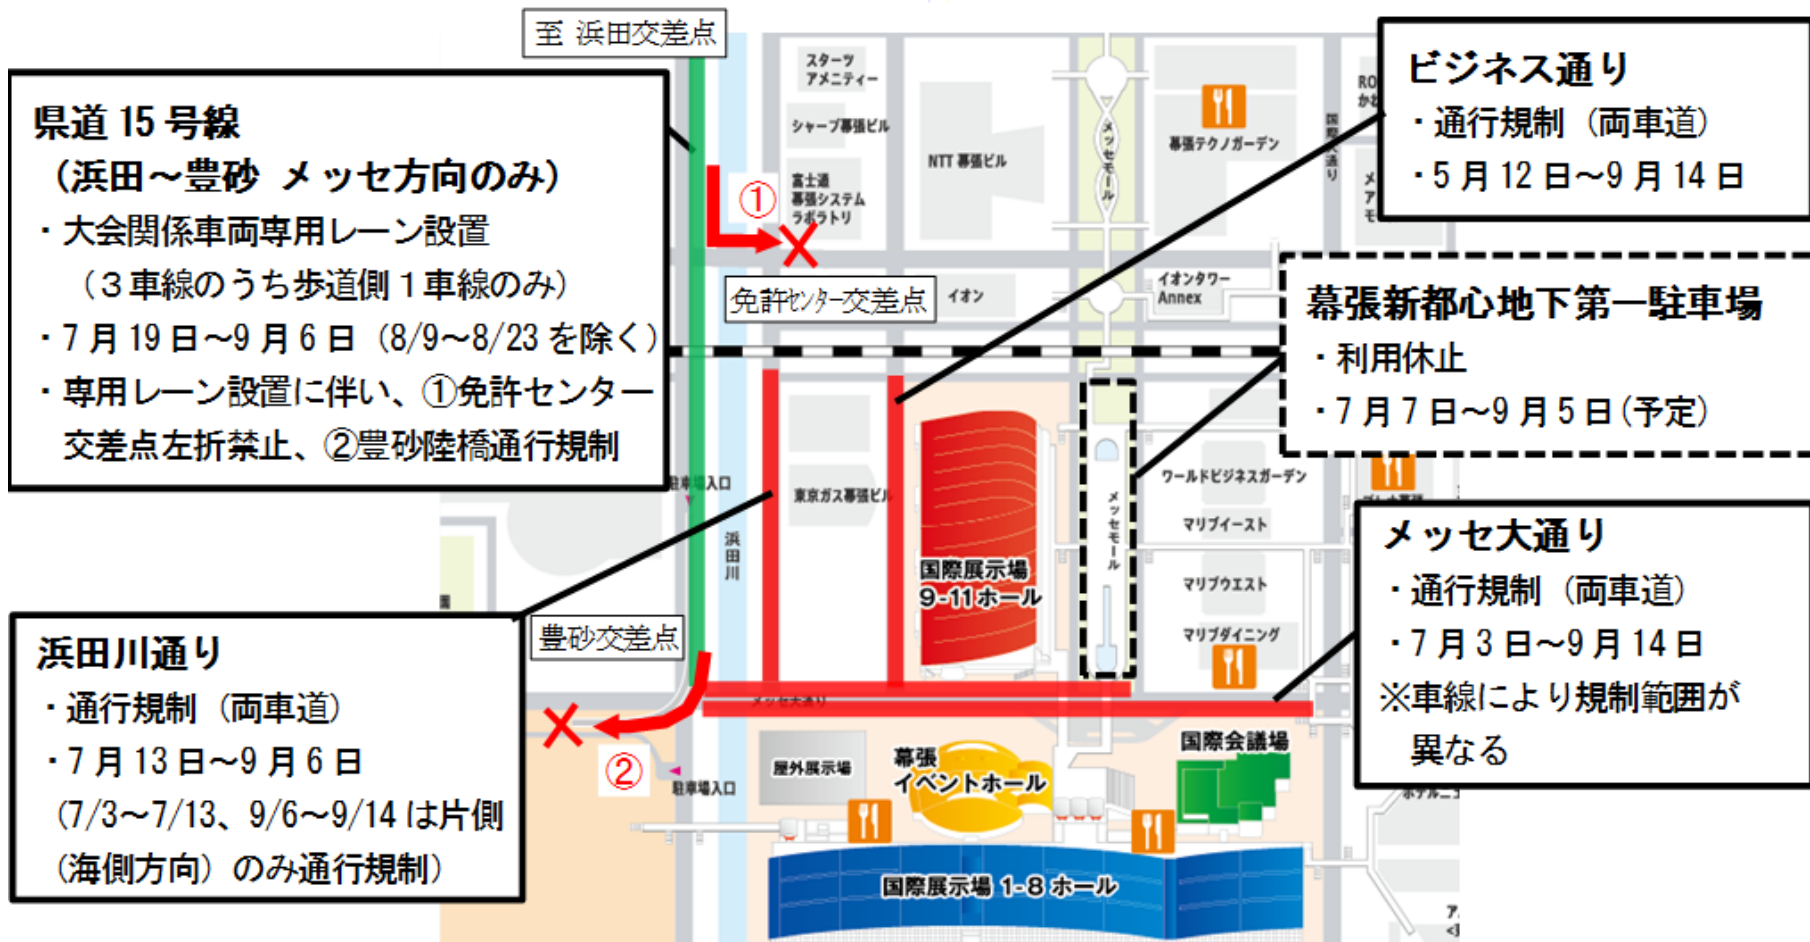 至 浜田交差点
県道 15 号線
（浜田～豊砂 メッセ方向のみ）
・大会関係車両専用レーン設置
（３車線のうち歩道側１車線のみ）
・7 月 19 日～9 月 6 日（8/9～8/23 を除く）
・専用レーン設置に伴い、①免許センター
交差点左折禁止、②豊砂陸橋通行規制
ビジネス通り
・通行規制（両車道）
・5 月 12 日～9 月 14 日
幕張新都心地下第一駐車場
・利用休止
・7 月 7 日～9 月 5 日(予定)
メッセ大通り
・通行規制（両車道）
・7 月 3 日～9 月 14 日
※車線により規制範囲が
異なる
浜田川通り
・通行規制（両車道）
・7 月 13 日～9 月 6 日
(7/3～7/13、9/6～9/14 は片側
(海側方向）のみ通行規制）
スターツ
アメニティー
シャープ幕張ビル
富士通
幕張システム
ラボラトリ
①
NTT 幕張ビル
メッセモール
幕張テクノガーデン
国際大通り
免許センター交差点
イオン
イオンタワー
Annex
駐車場入口
浜田川
東京ガス幕張ビル
国際展示場
9-11ホール
メッセモール
ワールドビジネスガーデン
マリブイースト
マリブウエスト
マリブダイニング
豊砂交差点
メッセ大通り
②
駐車場入口
屋外展示場
幕張
イベントホール
国際会議場
国際展示場 1-8 ホール